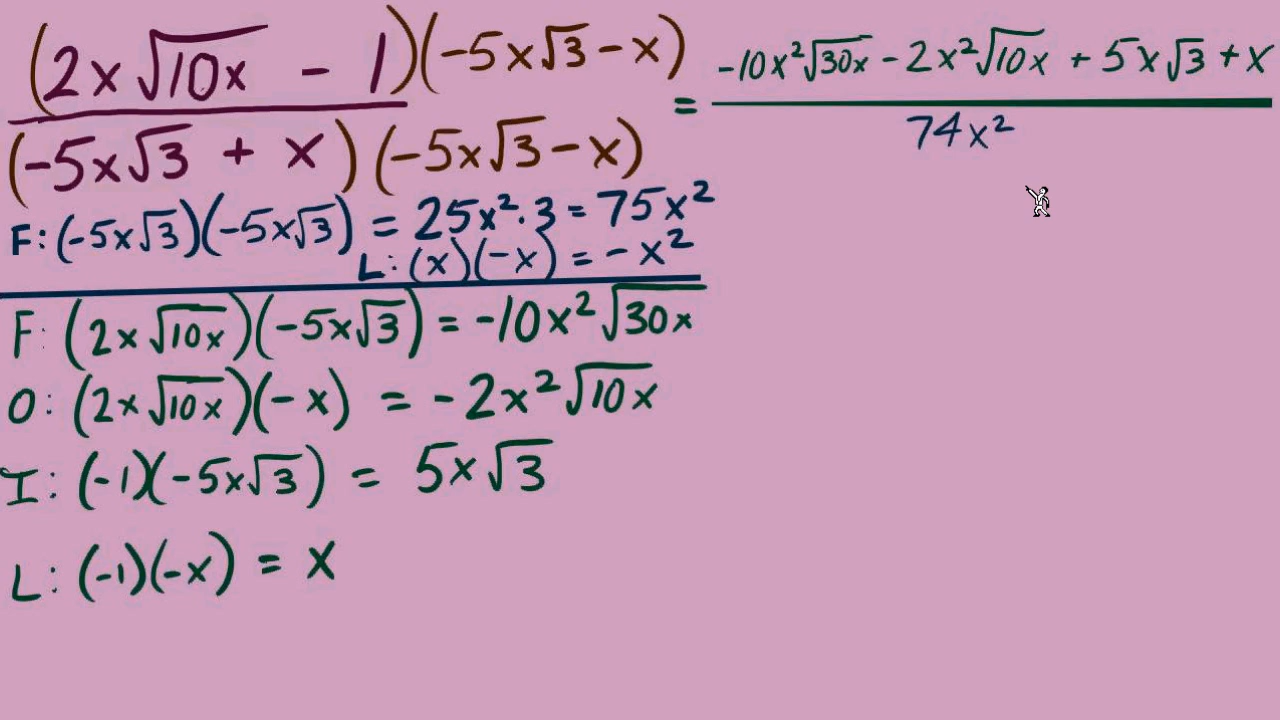 (2x√10x - 1)(-5x√3 - x)
(-5x√3 + x)(-5x√3 - x)
= -10x²√30x - 2x²√10x + 5x√3 + x
74x²
F: (-5x√3)(-5x√3) = 25x²·3 = 75x²
L: (x)(-x) = -x²
F: (2x√10x)(-5x√3) = -10x²√30x
O: (2x√10x)(-x) = -2x²√10x
I: (-1)(-5x√3) = 5x√3
L: (-1)(-x) = x